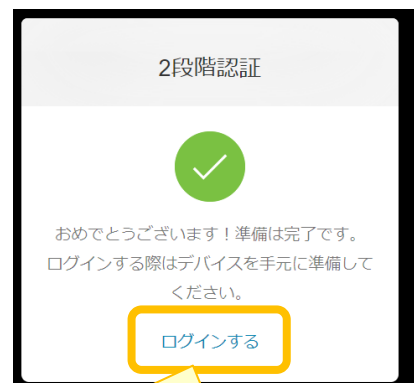 2段階認証
おめでとうございます！準備は完了です。
ログインする際はデバイスを手元に準備して
ください。
ログインする